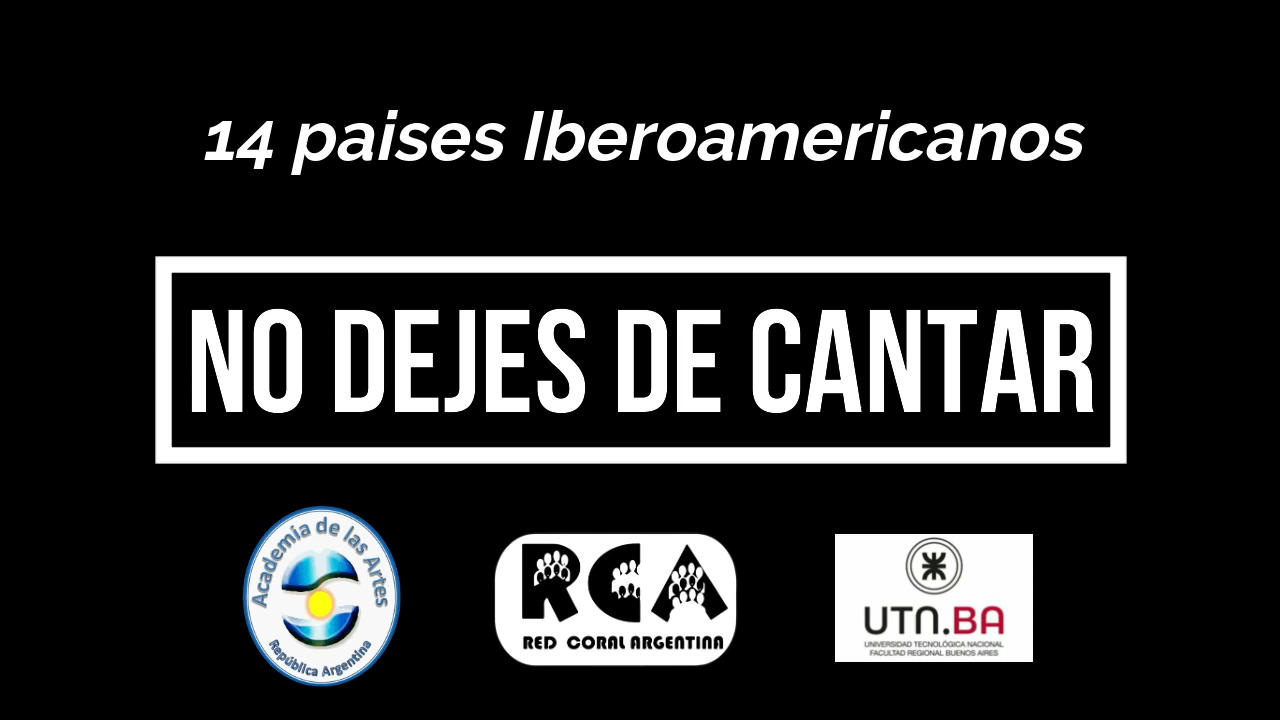 14 paises Iberoamericanos
NO DEJES DE CANTAR
Academia de las Artes
República Argentina
RCA
RED CORAL ARGENTINA
UTN.BA
UNIVERSIDAD TECNOLÓGICA NACIONAL
FACULTAD REGIONAL BUENOS AIRES